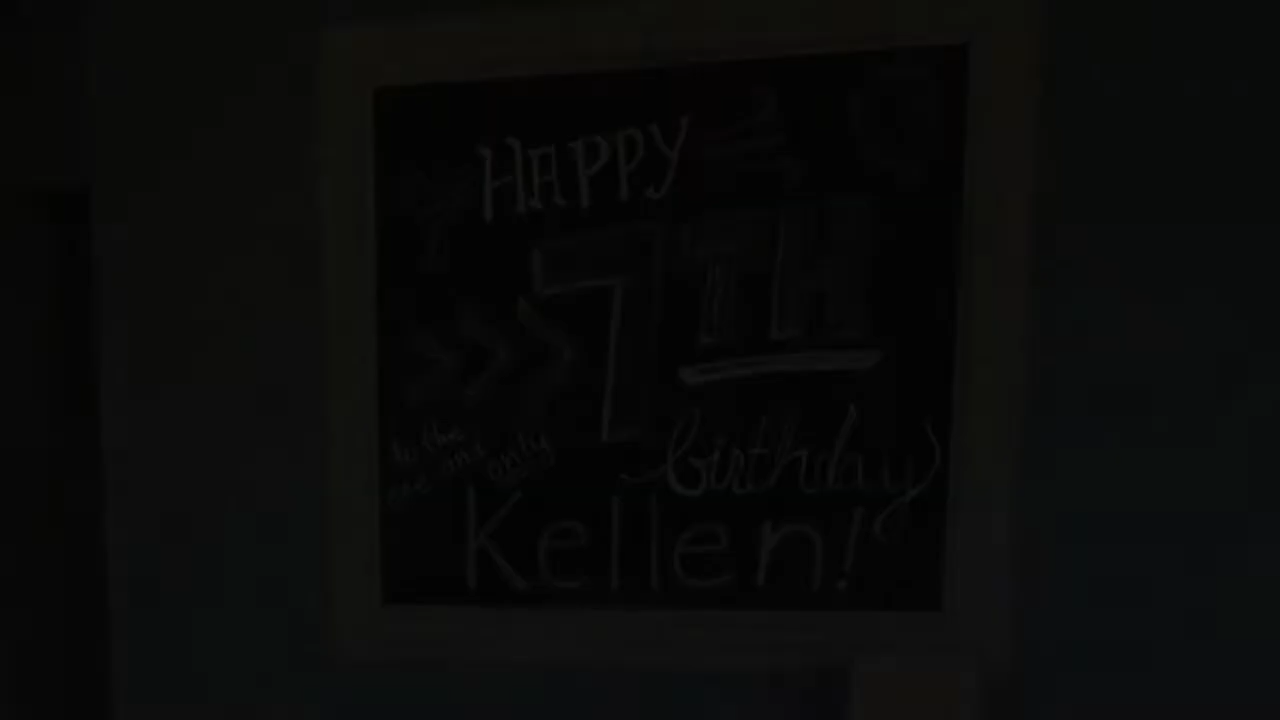 HAPPY
7TH
to the
one and only
birthday
Kellen!